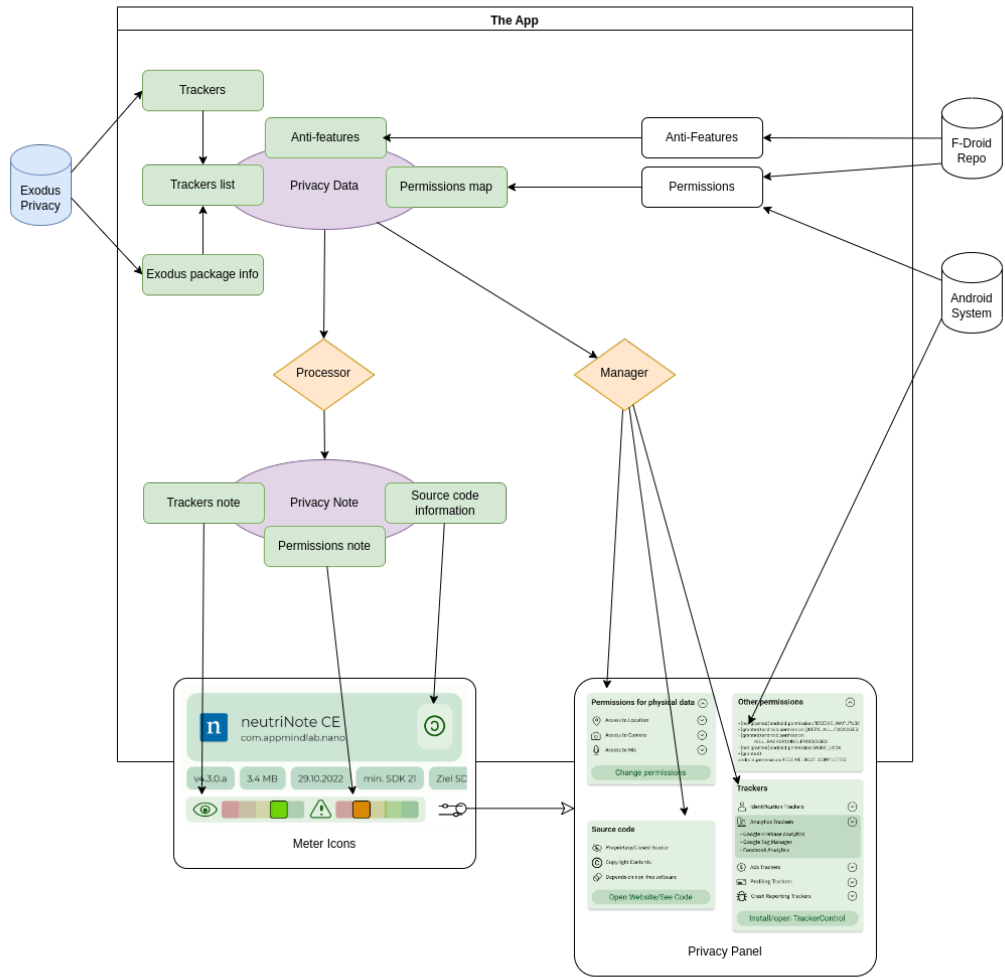 The App
Trackers
Exodus
Privacy
Trackers list
Exodus package info
Anti-features
Privacy Data
Permissions map
Anti-Features
Permissions
F-Droid
Repo
Android
System
Processor
Manager
Trackers note
Privacy Note
Source code
information
Permissions note
n
neutriNote CE
com.appmindlab.nano
v4.3.0.a
3.4 MB
29.10.2022
min. SDK 21
Ziel SD
Meter Icons
Permissions for physical data
Access to Location
Access to Camera
Access to Mic
Change permissions
Source code
Proprietary/Closed Source
Copyright Contents
Depends on non-free software
Open Website/See Code
Other permissions
Trackers
Identification Trackers
Analytics Trackers
- Google Firebase Analytics
- Google Tag Manager
- Facebook Analytics
Ads Trackers
Profiling Trackers
Crash Reporting Trackers
Install/open TrackerControl
Privacy Panel